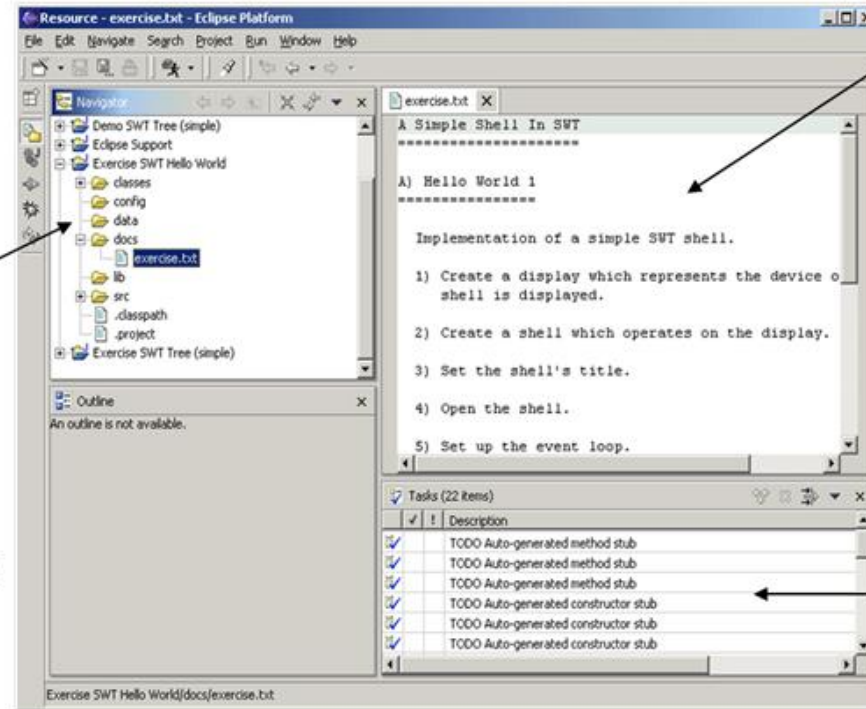 Resource - exercise.txt - Eclipse Platform
File Edit Navigate Search Project Run Window Help
Navigator
Demo SWT Tree (simple)
Eclipse Support
Exercise SWT Hello World
classes
config
data
docs
exercise.txt
lib
src
.classpath
.project
Exercise SWT Tree (simple)
Outline
An outline is not available.
exercise.txt
A Simple Shell In SWT
=====================
A) Hello World 1
================
Implementation of a simple SWT shell.
1) Create a display which represents the device o
shell is displayed.
2) Create a shell which operates on the display.
3) Set the shell's title.
4) Open the shell.
5) Set up the event loop.
Tasks (22 items)
! Description
TODO Auto-generated method stub
TODO Auto-generated method stub
TODO Auto-generated method stub
TODO Auto-generated constructor stub
TODO Auto-generated constructor stub
TODO Auto-generated constructor stub
Exercise SWT Hello World/docs/exercise.txt